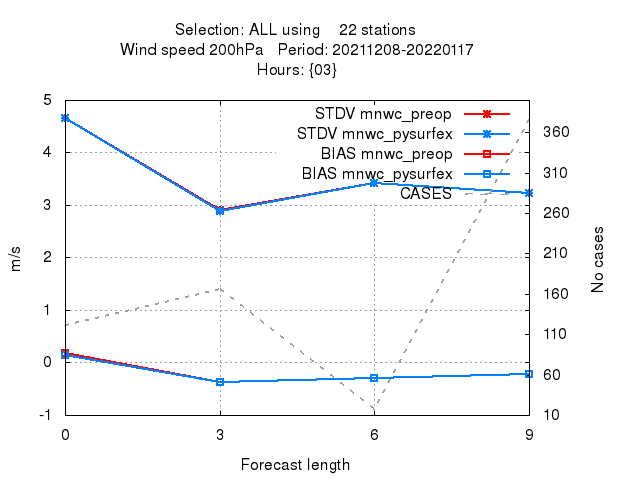 Selection: ALL using    22 stations
Wind speed 200hPa   Period: 20211208-20220117
Hours: {03}
STDV mnwc_preop
STDV mnwc_pysurfex
BIAS mnwc_preop
BIAS mnwc_pysurfex
CASES
5
4
3
2
1
0
-1
m/s
360
310
260
210
160
110
60
10
No cases
0 3 6 9
Forecast length